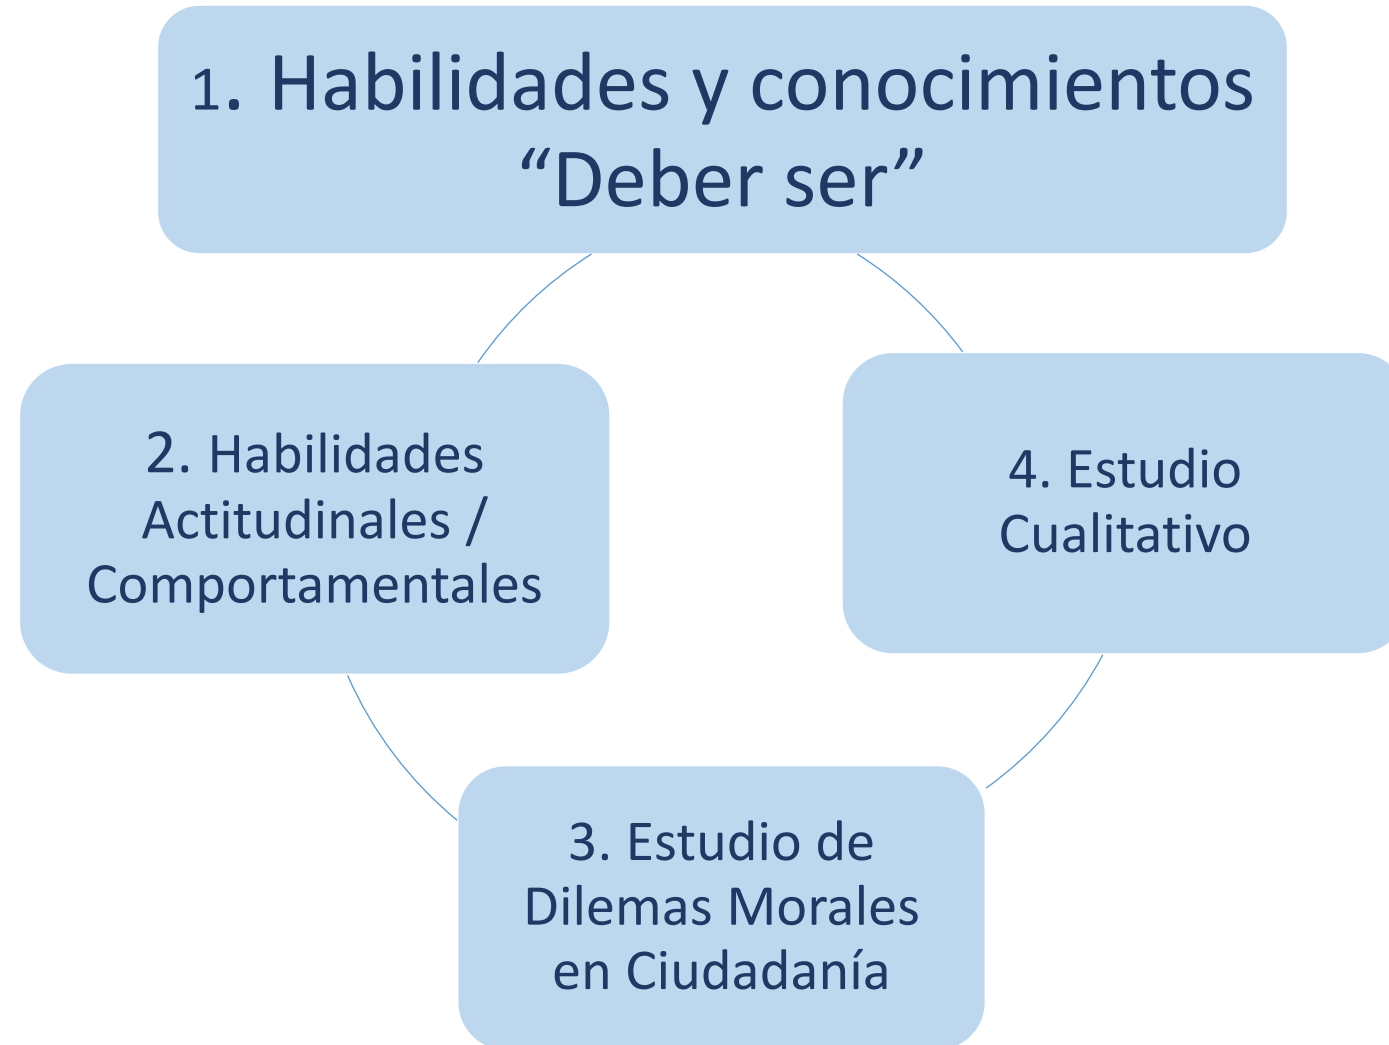 1. Habilidades y conocimientos
“Deber ser”
2. Habilidades
Actitudinales /
Comportamentales
4. Estudio
Cualitativo
3. Estudio de
Dilemas Morales
en Ciudadanía